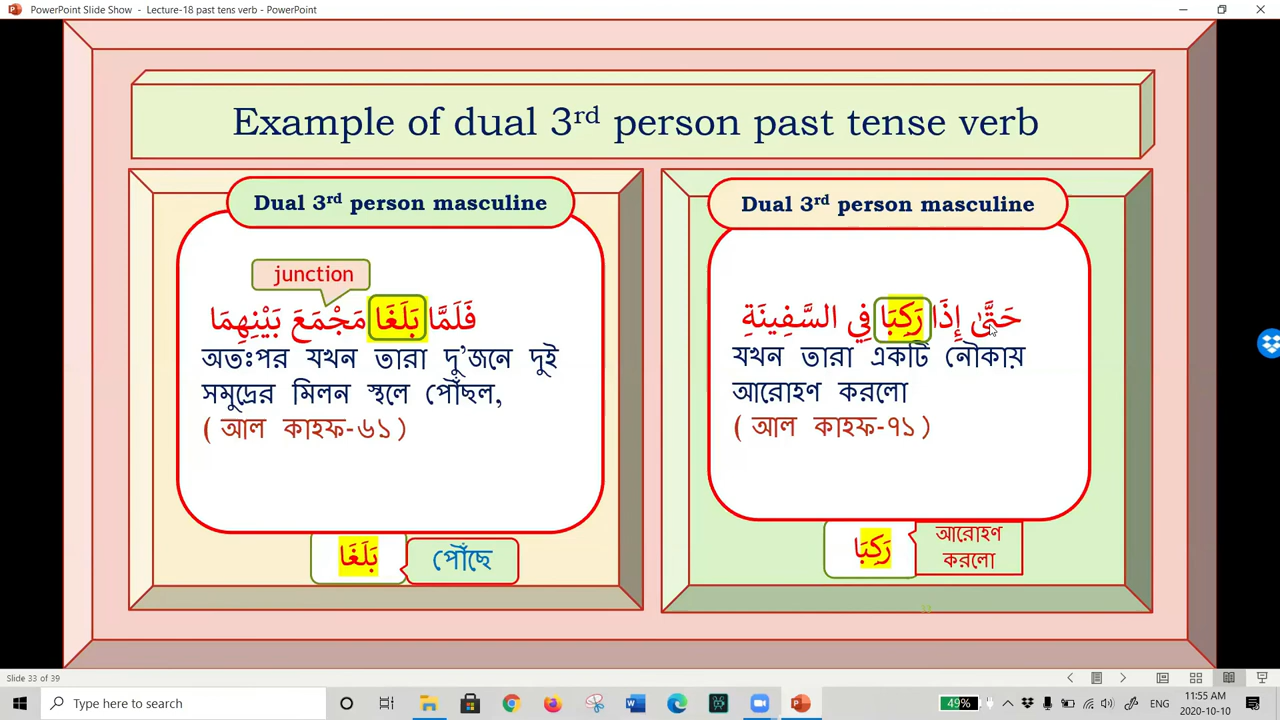 PowerPoint Slide Show - Lecture-18 past tens verb - PowerPoint
Example of dual 3rd person past tense verb
Dual 3rd person masculine
junction
فَلَمَّا بَلَغَا مَجْمَعَ بَيْنِهِمَا
অতঃপর যখন তারা দু’জনে দুই
সমুদ্রের মিলন স্থলে পৌঁছল,
( আল কাহফ-৬১ )
بَلَغَا
পৌঁছে
Dual 3rd person masculine
حَتَّىٰ إِذَا رَكِبَا فِي السَّفِينَةِ
যখন তারা একটি নৌকায়
আরোহণ করলো
( আল কাহফ-৭১ )
رَكِبَا
আরোহণ
করলো
Slide 33 of 39
Type here to search
49%
11:55 AM
2020-10-10